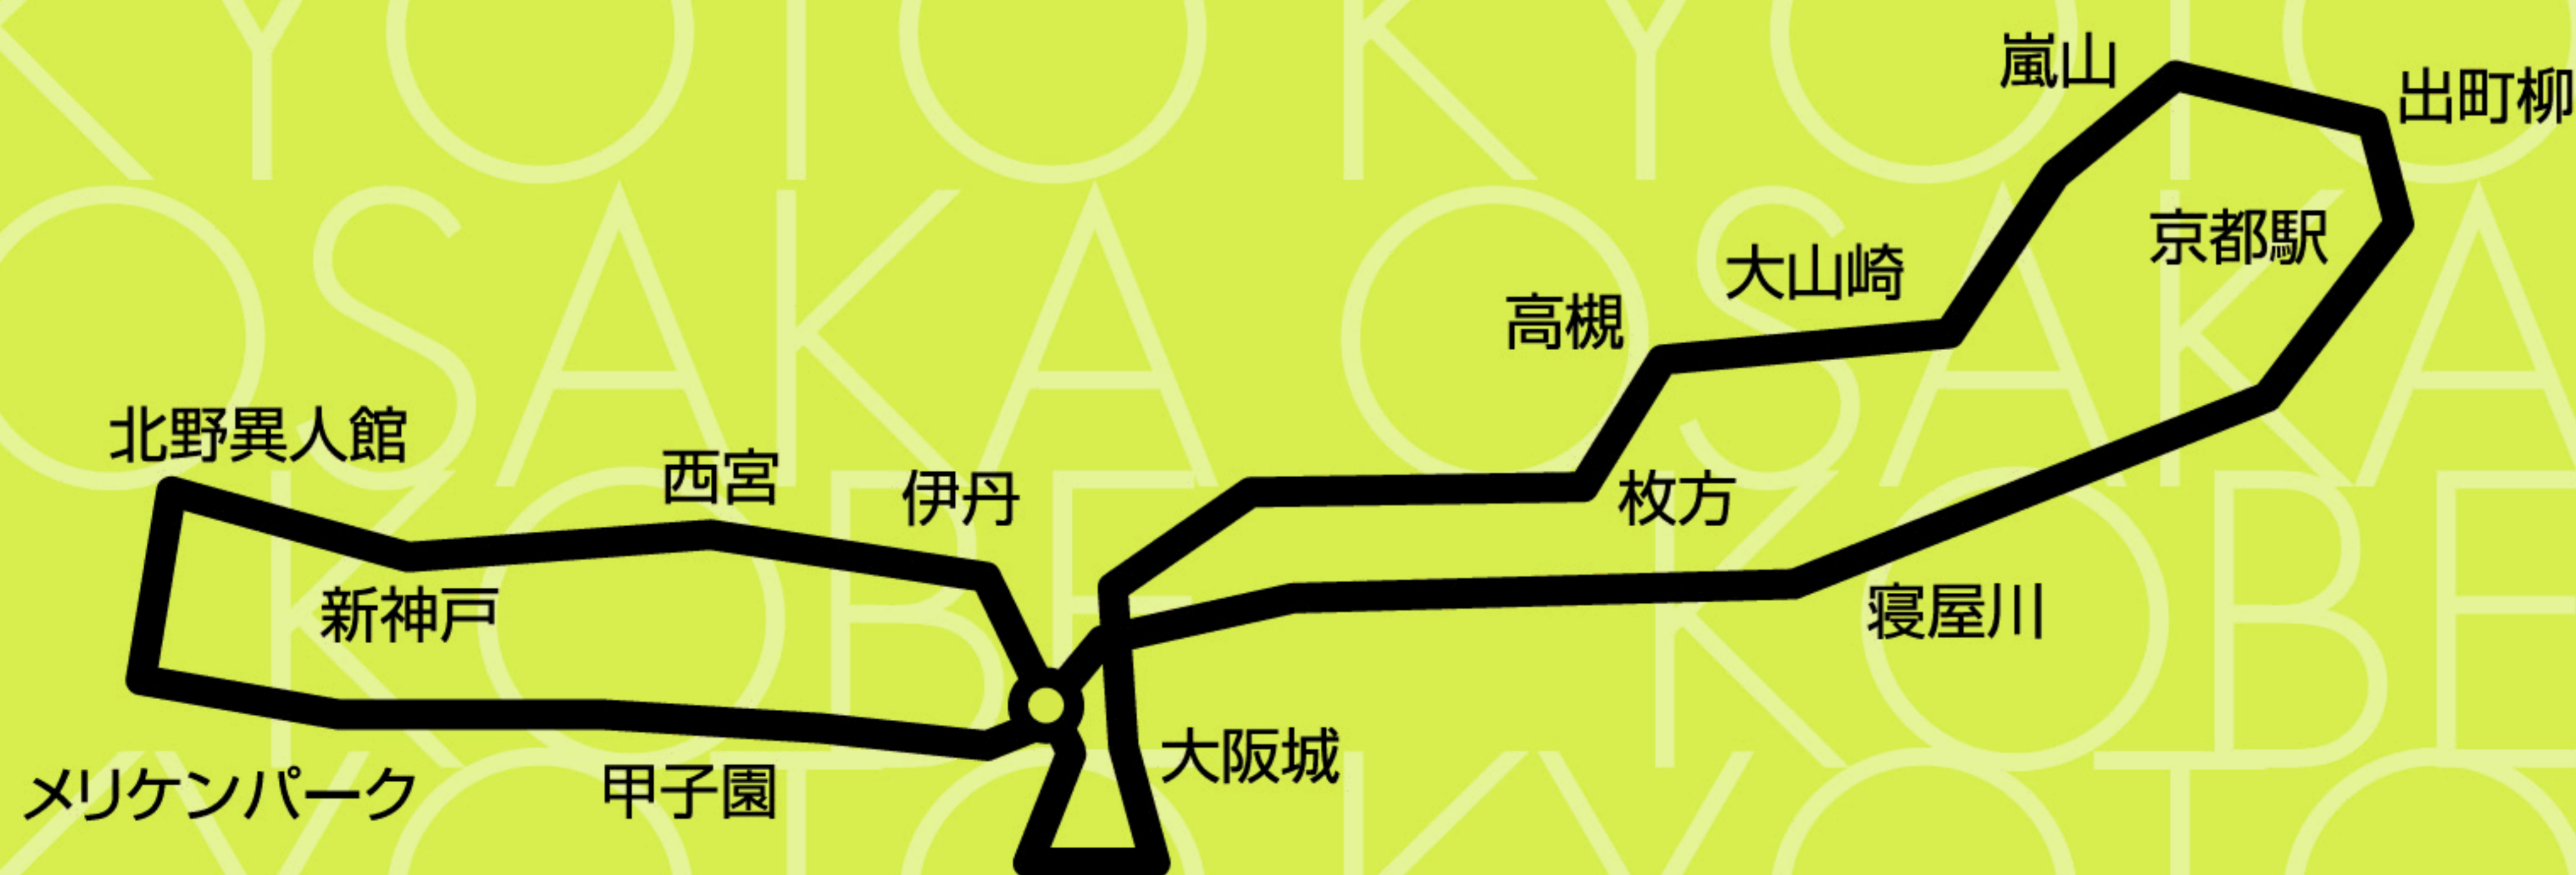 KYOTO KYOTO
OSAKA OSAKA
KOBE KOBE
KYOTO KYOTO
嵐山
出町柳
京都駅
大山崎
高槻
北野異人館
西宮
伊丹
枚方
新神戸
寝屋川
大阪城
メリケンパーク
甲子園